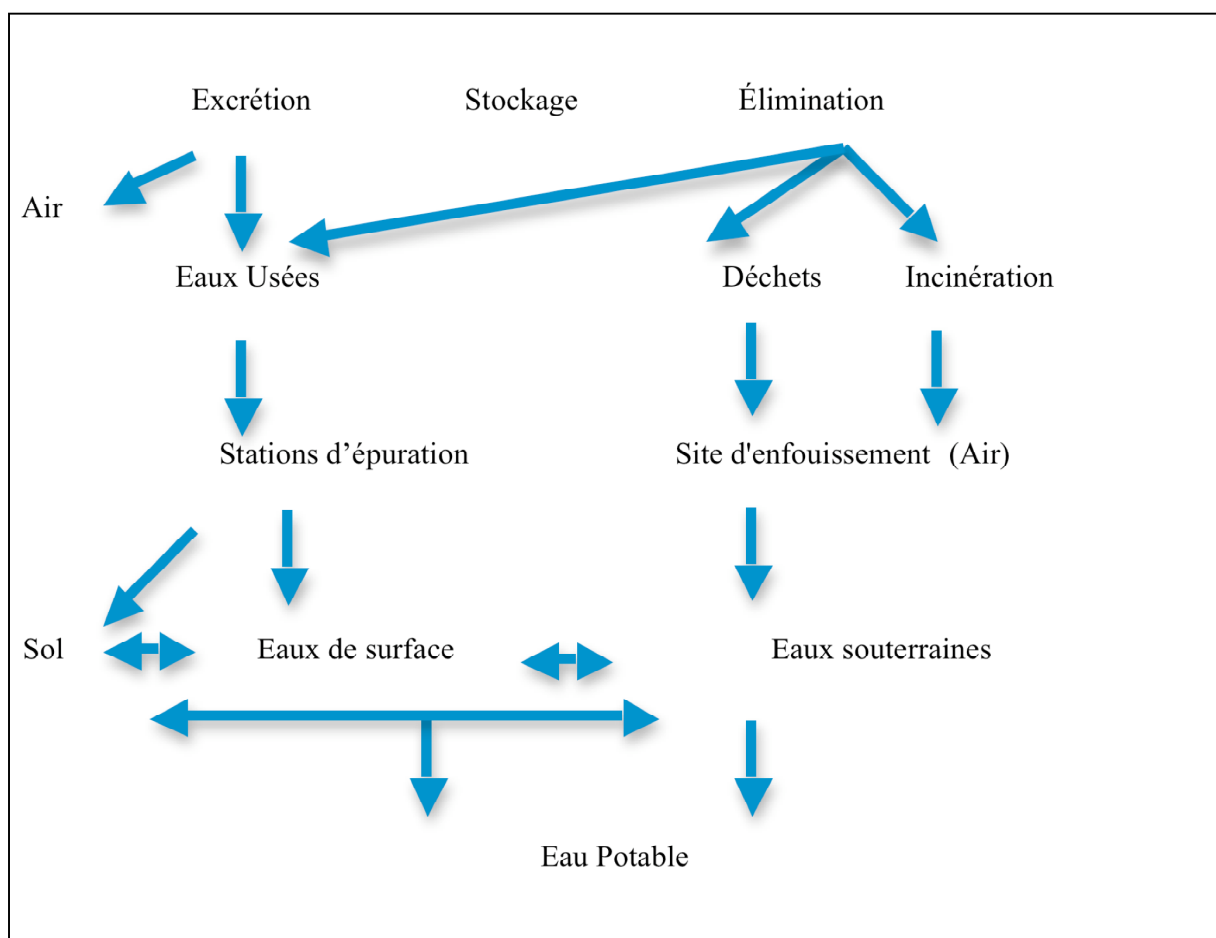 Excrétion Stockage Élimination
Air
Eaux Usées Déchets Incinération
Stations d’épuration Site d'enfouissement (Air)
Sol Eaux de surface Eaux souterraines
Eau Potable